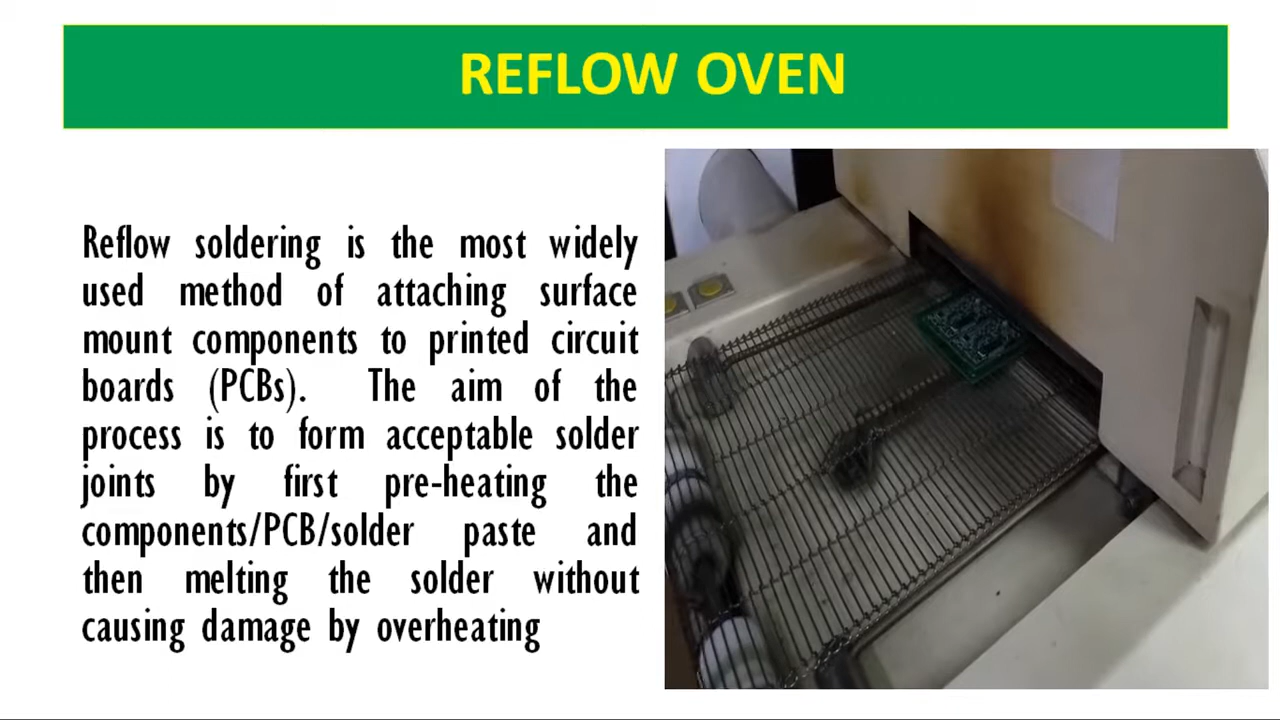 REFLOW OVEN
Reflow soldering is the most widely
used method of attaching surface
mount components to printed circuit
boards (PCBs). The aim of the
process is to form acceptable solder
joints by first pre-heating the
components/PCB/solder paste and
then melting the solder without
causing damage by overheating